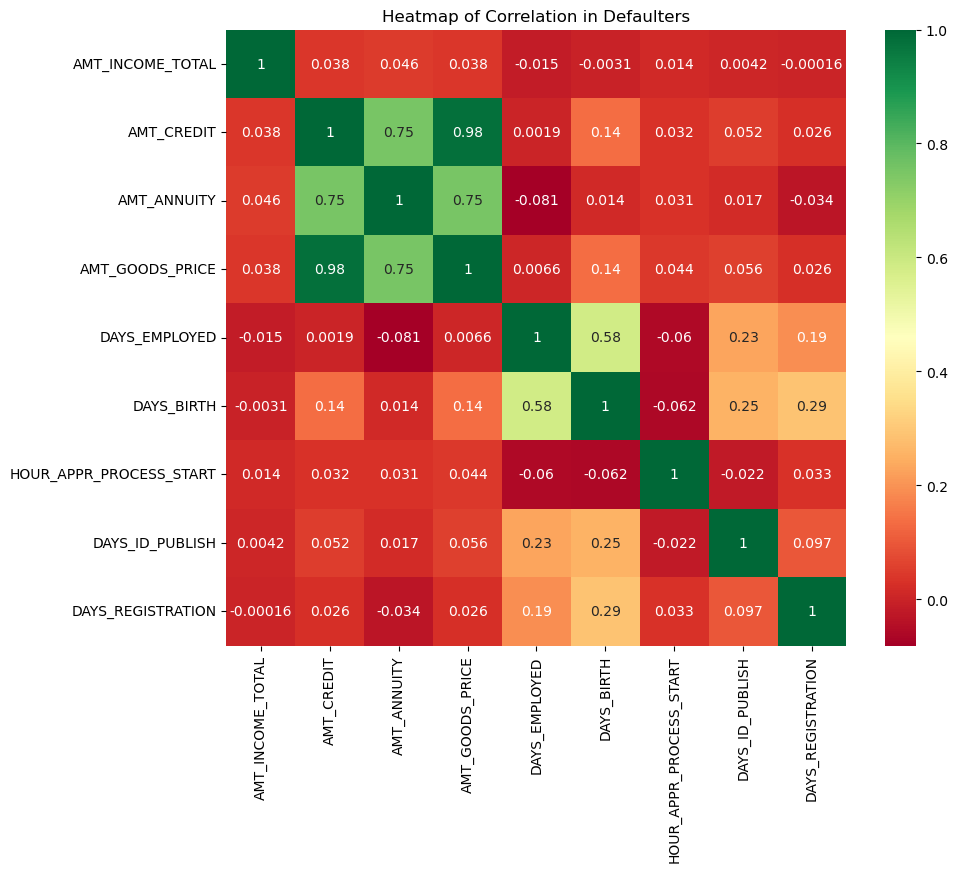 Heatmap of Correlation in Defaulters
AMT_INCOME_TOTAL 1 0.038 0.046 0.038 -0.015 -0.0031 0.014 0.0042 -0.00016
AMT_CREDIT 0.038 1 0.75 0.98 0.0019 0.14 0.032 0.052 0.026
AMT_ANNUITY 0.046 0.75 1 0.75 -0.081 0.014 0.031 0.017 -0.034
AMT_GOODS_PRICE 0.038 0.98 0.75 1 0.0066 0.14 0.044 0.056 0.026
DAYS_EMPLOYED -0.015 0.0019 -0.081 0.0066 1 0.58 -0.06 0.23 0.19
DAYS_BIRTH -0.0031 0.14 0.014 0.14 0.58 1 -0.062 0.25 0.29
HOUR_APPR_PROCESS_START 0.014 0.032 0.031 0.044 -0.06 -0.062 1 -0.022 0.033
DAYS_ID_PUBLISH 0.0042 0.052 0.017 0.056 0.23 0.25 -0.022 1 0.097
DAYS_REGISTRATION -0.00016 0.026 -0.034 0.026 0.19 0.29 0.033 0.097 1
AMT_INCOME_TOTAL
AMT_CREDIT
AMT_ANNUITY
AMT_GOODS_PRICE
DAYS_EMPLOYED
DAYS_BIRTH
HOUR_APPR_PROCESS_START
DAYS_ID_PUBLISH
DAYS_REGISTRATION
1.0
0.8
0.6
0.4
0.2
0.0